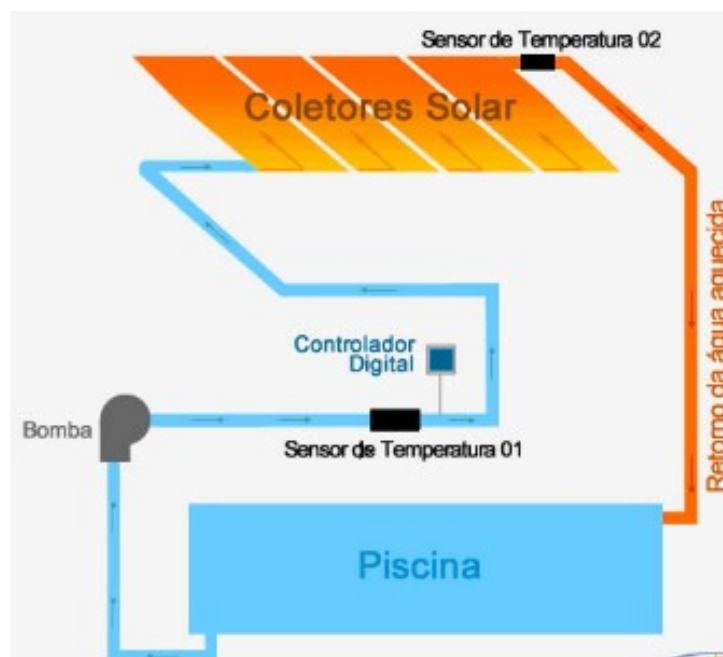 Sensor de Temperatura 02
Coletores Solar
Controlador
Digital
Bomba
Sensor de Temperatura 01
Retorno da água aquecida
Piscina